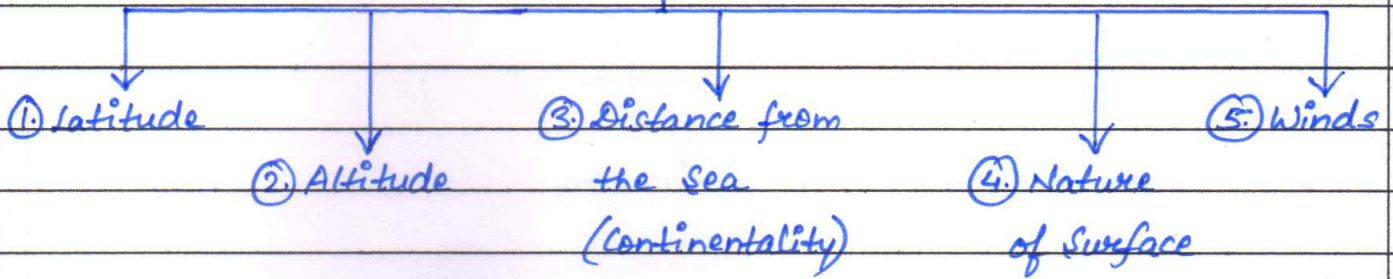 ① Latitude
② Altitude
③ Distance from
the Sea
(Continentality)
④ Nature
of Surface
⑤ Winds